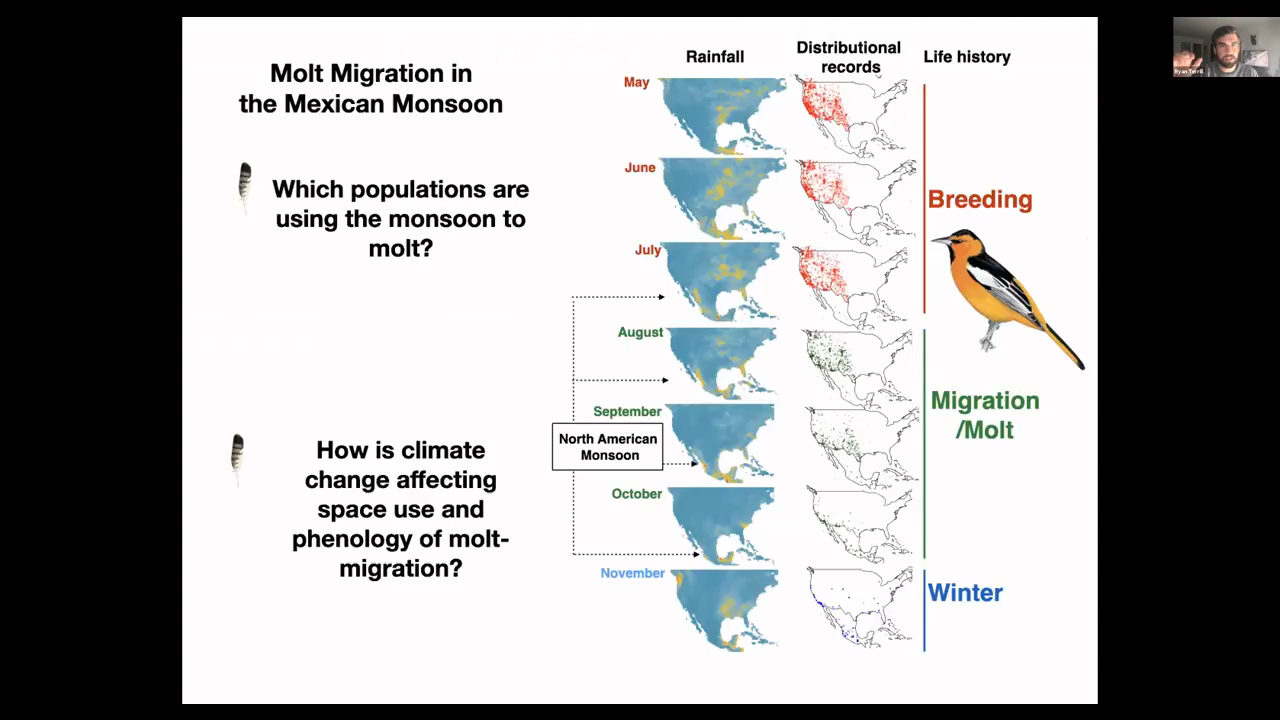 Molt Migration in
the Mexican Monsoon
Which populations are
using the monsoon to
molt?
How is climate
change affecting
space use and
phenology of molt-
migration?
Rainfall
Distributional
records
Life history
May
June
July
August
September
North American
Monsoon
October
November
Breeding
Migration
/Molt
Winter
Ryan Terrill